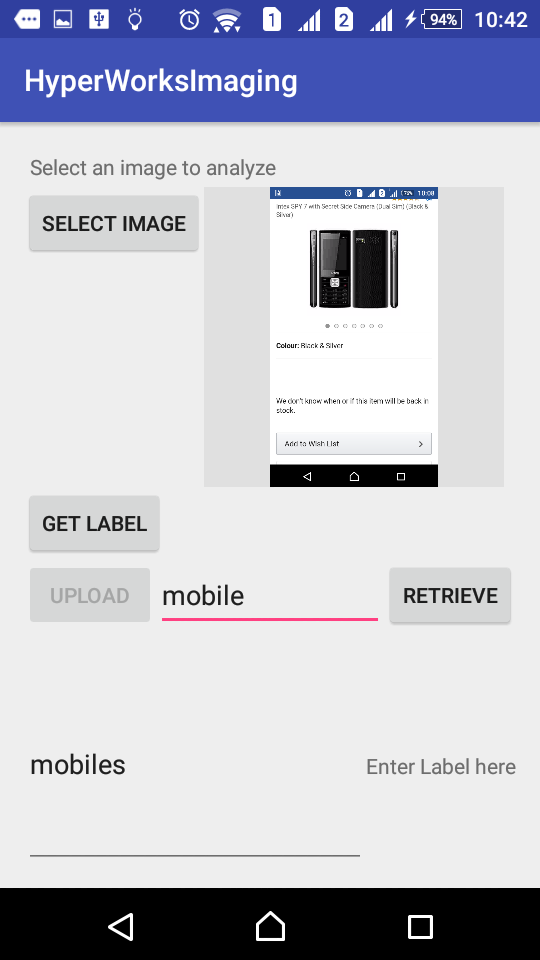 94% 10:42
1 2
HyperWorksImaging
Select an image to analyze
SELECT IMAGE
10:08
Intex SPY 7 with Secret Side Camera (Dual Sim) (Black &
Silver)
Colour: Black & Silver
We don't know when or if this item will be back in
stock.
Add to Wish List
GET LABEL
UPLOAD
mobile
RETRIEVE
mobiles
Enter Label here